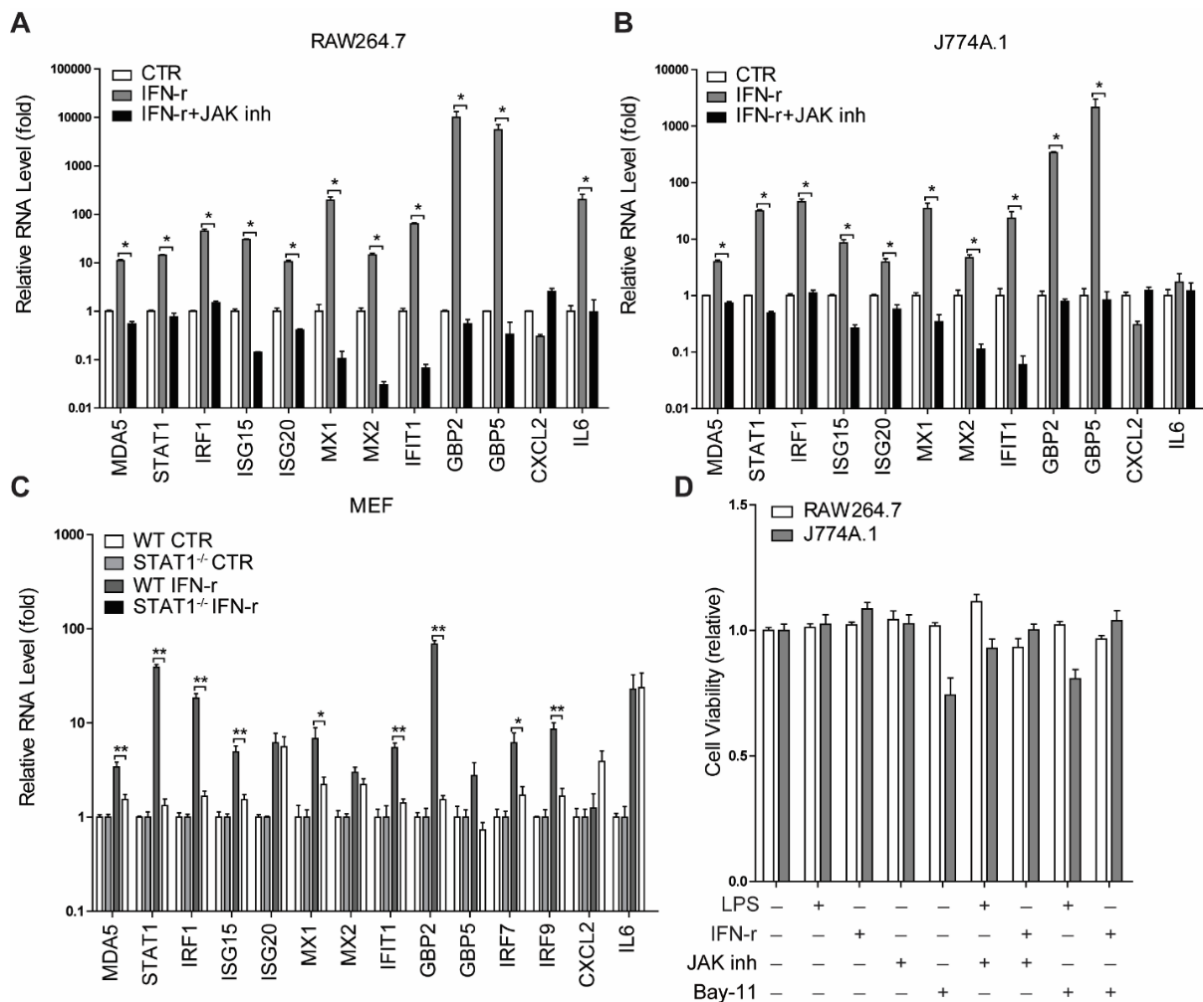 A
RAW264.7
CTR
IFN-r
IFN-r+JAK inh
Relative RNA Level (fold)
100000
10000
1000
100
10
1
0.1
0.01
* * * * * * * * * * *
MDA5 STAT1 IRF1 ISG15 ISG20 MX1 MX2 IFIT1 GBP2 GBP5 CXCL2 IL6
B
J774A.1
CTR
IFN-r
IFN-r+JAK inh
Relative RNA Level (fold)
10000
1000
100
10
1
0.1
0.01
* * * * * * * * * *
MDA5 STAT1 IRF1 ISG15 ISG20 MX1 MX2 IFIT1 GBP2 GBP5 CXCL2 IL6
C
MEF
WT CTR
STAT1-/- CTR
WT IFN-r
STAT1-/- IFN-r
Relative RNA Level (fold)
1000
100
10
1
0.1
** ** ** ** * ** ** * **
MDA5 STAT1 IRF1 ISG15 ISG20 MX1 MX2 IFIT1 GBP2 GBP5 IRF7 IRF9 CXCL2 IL6
D
RAW264.7
J774A.1
Cell Viability (relative)
1.5
1.0
0.5
0.0
LPS – + – – – + – + –
IFN-r – – + – – – + – +
JAK inh – – – + – + + – –
Bay-11 – – – – + – – + +